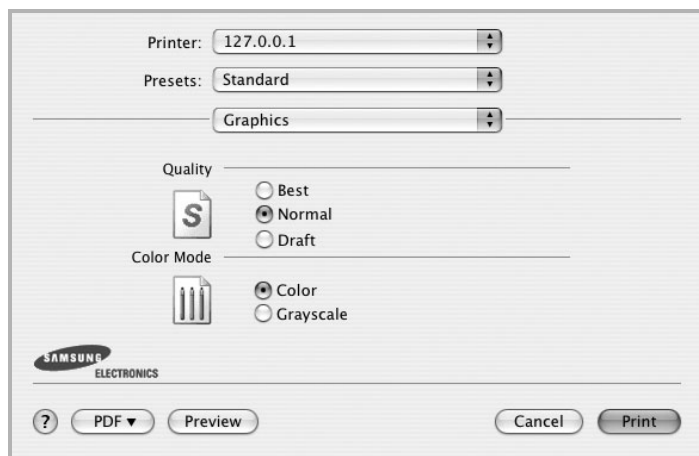 Printer: 127.0.0.1
Presets: Standard
Graphics
Quality
S
Best
Normal
Draft
Color Mode
Color
Grayscale
SAMSUNG
ELECTRONICS
? PDF ▼ Preview Cancel Print